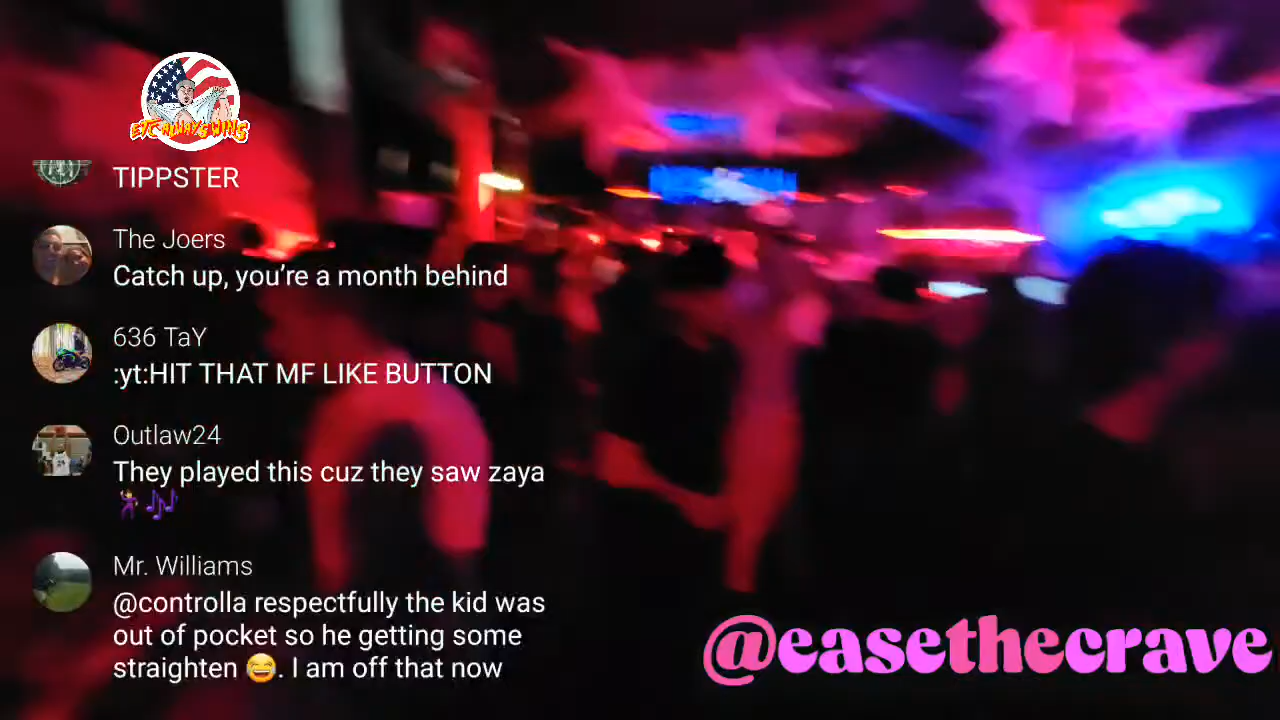 ETC ALWAYS WINS
TIPPSTER
The Joers
Catch up, you’re a month behind
636 TaY
:yt:HIT THAT MF LIKE BUTTON
Outlaw24
They played this cuz they saw zaya
🕺🎶
Mr. Williams
@controlla respectfully the kid was
out of pocket so he getting some
straighten 😂. I am off that now
@easethecrave